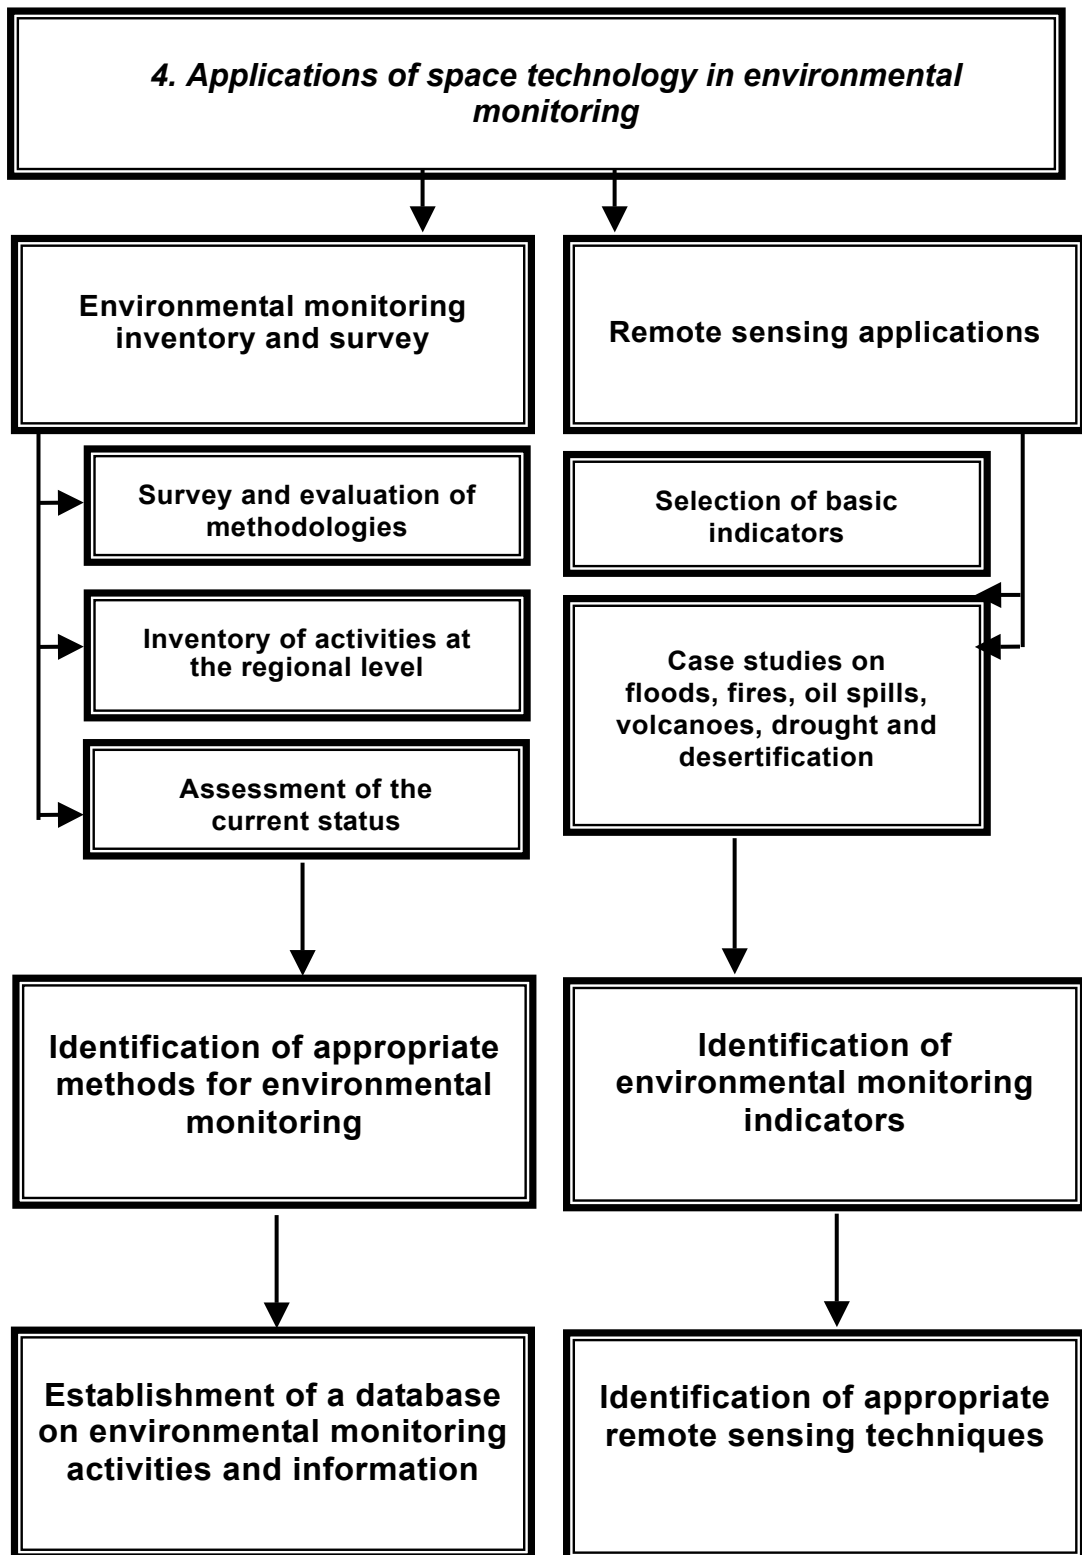 4. Applications of space technology in environmental
monitoring
Environmental monitoring
inventory and survey
Remote sensing applications
Survey and evaluation of
methodologies
Selection of basic
indicators
Inventory of activities at
the regional level
Case studies on
floods, fires, oil spills,
volcanoes, drought and
desertification
Assessment of the
current status
Identification of appropriate
methods for environmental
monitoring
Identification of
environmental monitoring
indicators
Establishment of a database
on environmental monitoring
activities and information
Identification of appropriate
remote sensing techniques